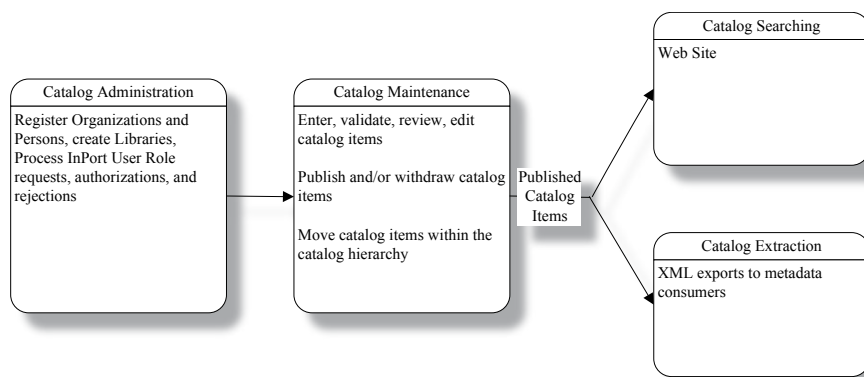 Catalog Administration
Register Organizations and
Persons, create Libraries,
Process InPort User Role
requests, authorizations, and
rejections
Catalog Maintenance
Enter, validate, review, edit
catalog items
Publish and/or withdraw catalog
items
Move catalog items within the
catalog hierarchy
Published
Catalog
Items
Catalog Searching
Web Site
Catalog Extraction
XML exports to metadata
consumers